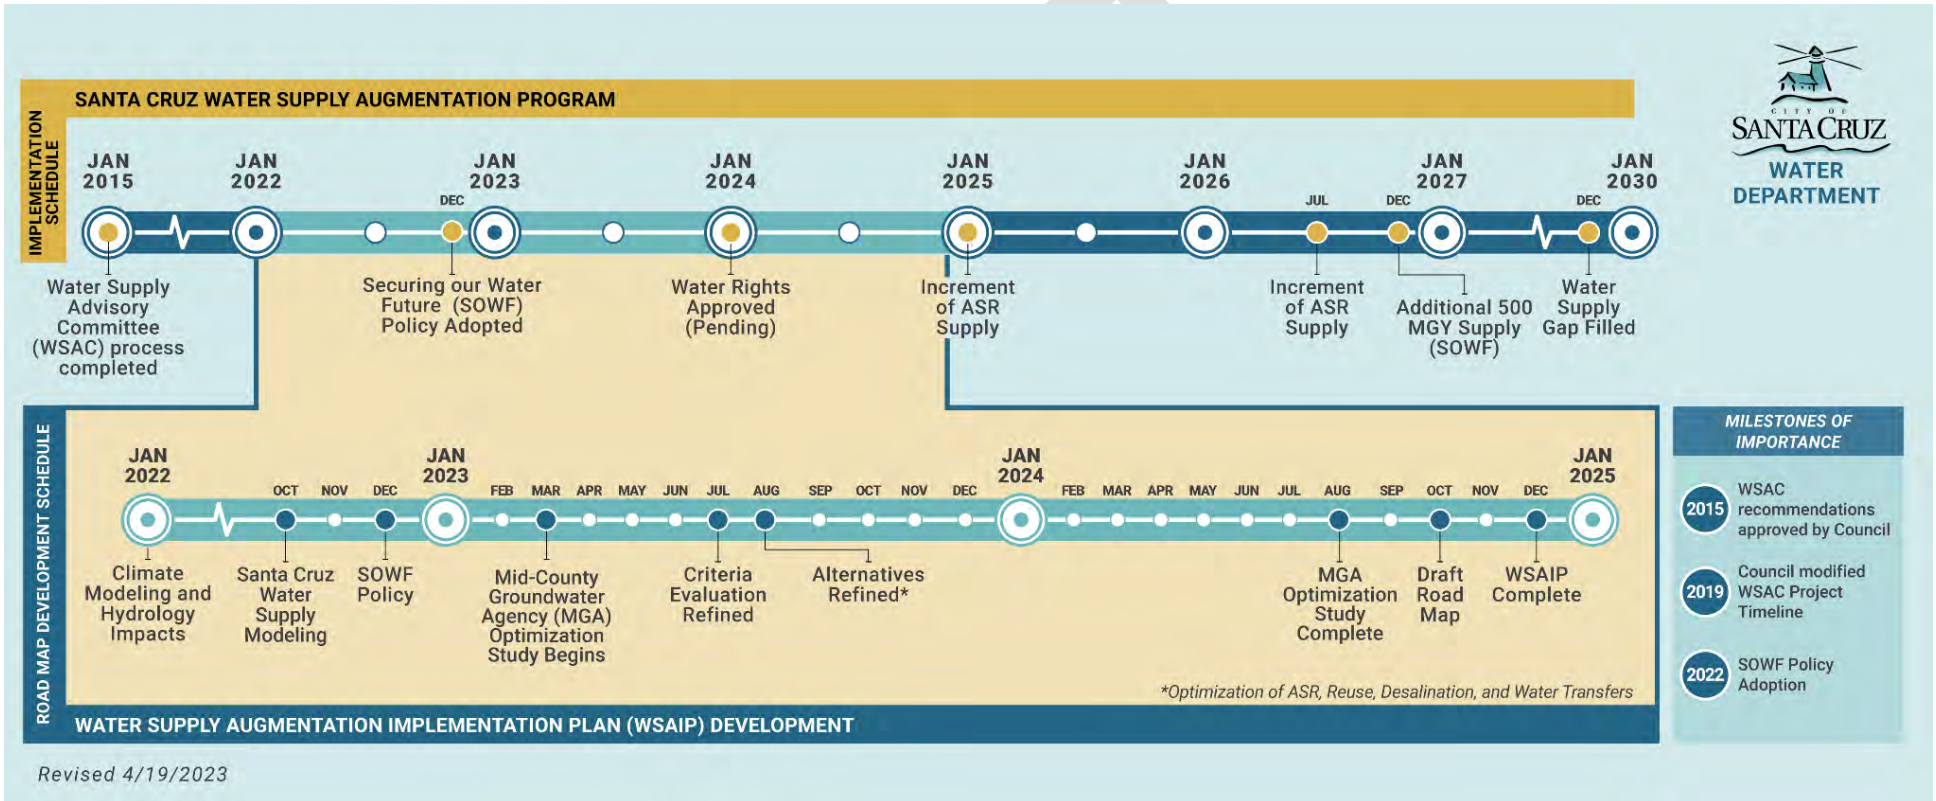 SANTA CRUZ WATER SUPPLY AUGMENTATION PROGRAM
IMPLEMENTATION
SCHEDULE
JAN
2015
JAN
2022
JAN
2023
JAN
2024
JAN
2025
JAN
2026
JAN
2027
JAN
2030
DEC
JUL
DEC
DEC
Water Supply
Advisory
Committee
(WSAC) process
completed
Securing our Water
Future (SOWF)
Policy Adopted
Water Rights
Approved
(Pending)
Increment
of ASR
Supply
Increment
of ASR
Supply
Additional 500
MGY Supply
(SOWF)
Water
Supply
Gap Filled
CITY OF
SANTA CRUZ
WATER
DEPARTMENT
ROAD MAP DEVELOPMENT SCHEDULE
JAN
2022
OCT
NOV
DEC
JAN
2023
FEB
MAR
APR
MAY
JUN
JUL
AUG
SEP
OCT
NOV
DEC
JAN
2024
FEB
MAR
APR
MAY
JUN
JUL
AUG
SEP
OCT
NOV
DEC
JAN
2025
Climate
Modeling and
Hydrology
Impacts
Santa Cruz
Water
Supply
Modeling
SOWF
Policy
Mid-County
Groundwater
Agency (MGA)
Optimization
Study Begins
Criteria
Evaluation
Refined
Alternatives
Refined*
MGA
Optimization
Study
Complete
Draft
Road
Map
WSAIP
Complete
*Optimization of ASR, Reuse, Desalination, and Water Transfers
WATER SUPPLY AUGMENTATION IMPLEMENTATION PLAN (WSAIP) DEVELOPMENT
MILESTONES OF
IMPORTANCE
2015
WSAC
recommendations
approved by Council
2019
Council modified
WSAC Project
Timeline
2022
SOWF Policy
Adoption
Revised 4/19/2023